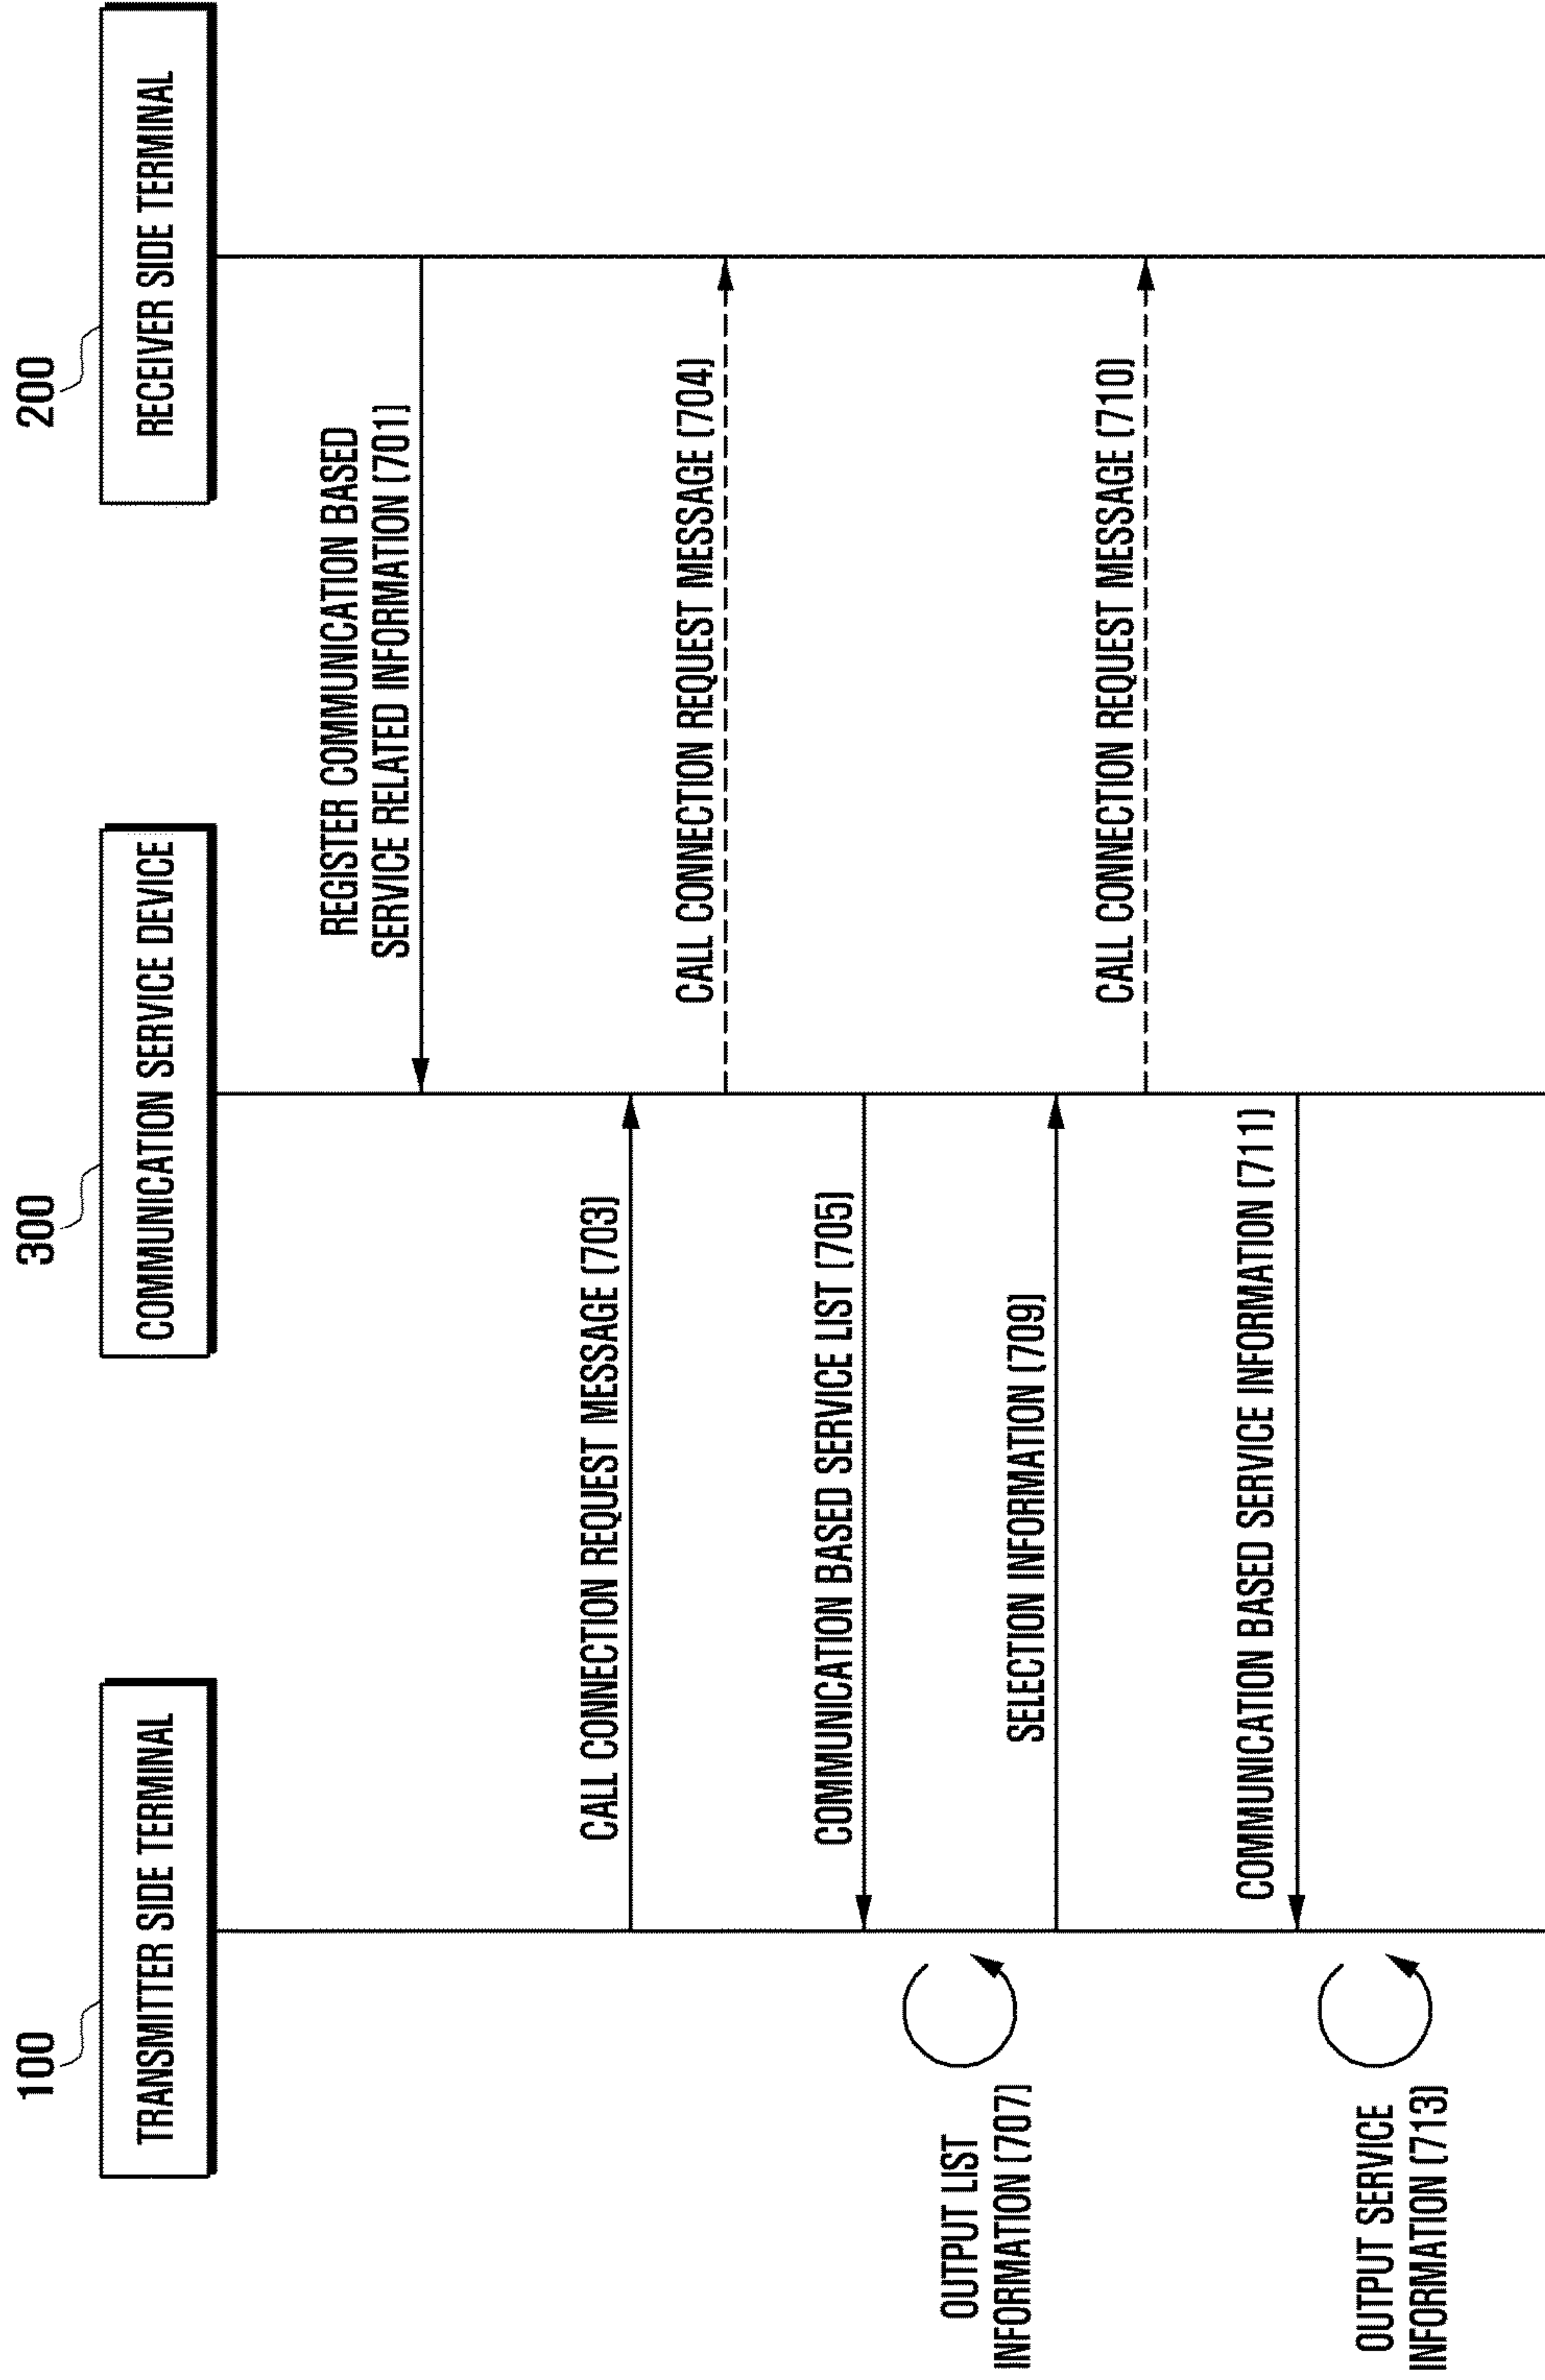 100
300
200
TRANSMITTER SIDE TERMINAL
COMMUNICATION SERVICE DEVICE
RECEIVER SIDE TERMINAL
REGISTER COMMUNICATION BASED
SERVICE RELATED INFORMATION (701)
CALL CONNECTION REQUEST MESSAGE (703)
CALL CONNECTION REQUEST MESSAGE (704)
COMMUNICATION BASED SERVICE LIST (705)
OUTPUT LIST
INFORMATION (707)
SELECTION INFORMATION (709)
CALL CONNECTION REQUEST MESSAGE (710)
COMMUNICATION BASED SERVICE INFORMATION (711)
OUTPUT SERVICE
INFORMATION (713)